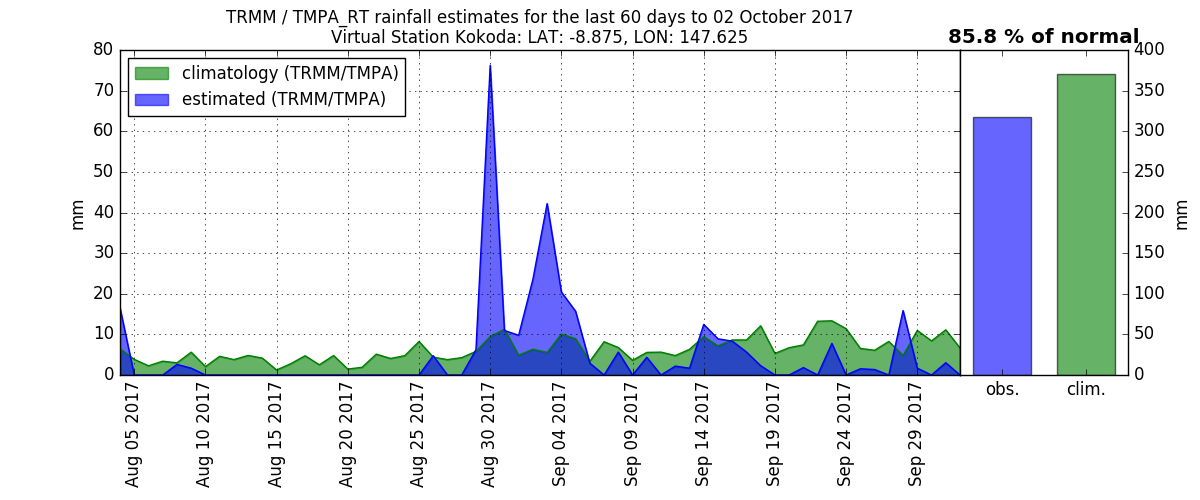 TRMM / TMPA_RT rainfall estimates for the last 60 days to 02 October 2017
Virtual Station Kokoda: LAT: -8.875, LON: 147.625
85.8 % of normal
climatology (TRMM/TMPA)
estimated (TRMM/TMPA)
80
70
60
50
40
30
20
10
0
mm
Aug 05 2017
Aug 10 2017
Aug 15 2017
Aug 20 2017
Aug 25 2017
Aug 30 2017
Sep 04 2017
Sep 09 2017
Sep 14 2017
Sep 19 2017
Sep 24 2017
Sep 29 2017
obs.
clim.
400
350
300
250
200
150
100
50
0
mm